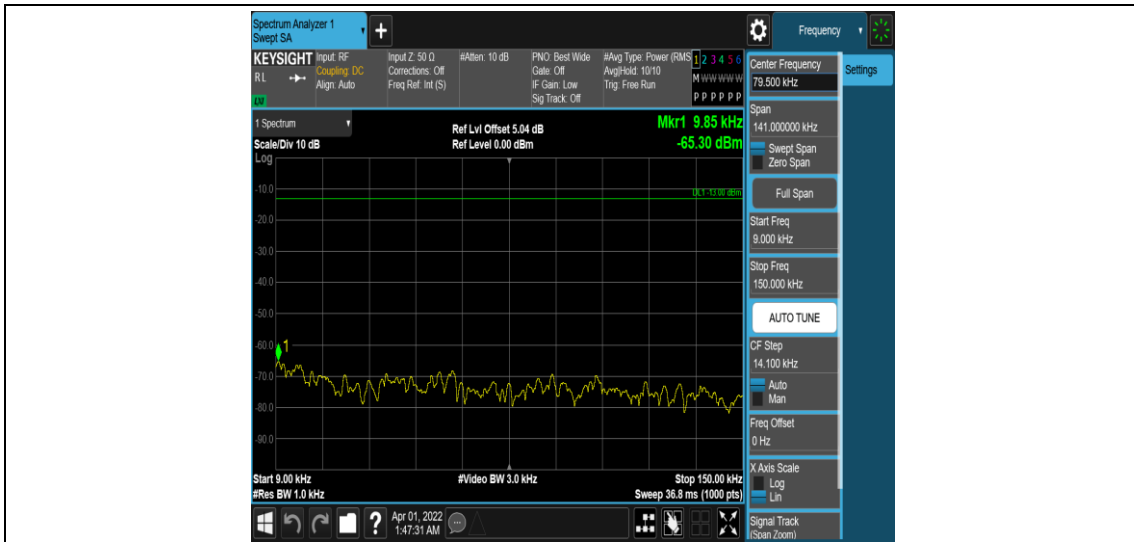 Spectrum Analyzer 1
Swept SA
+
Frequency
KEYSIGHT
RL
LXI
Input: RF
Coupling: DC
Align: Auto
Input Z: 50 Ω
Corrections: Off
Freq Ref: Int (S)
#Atten: 10 dB
PNO: Best Wide
Gate: Off
IF Gain: Low
Sig Track: Off
#Avg Type: Power (RMS
Avg|Hold: 10/10
Trig: Free Run
1 2 3 4 5 6
M W W W W W
P P P P P P
1 Spectrum
Scale/Div 10 dB
Ref Lvl Offset 5.04 dB
Ref Level 0.00 dBm
Mkr1 9.85 kHz
-65.30 dBm
Log
DL1 -13.00 dBm
-10.0
-20.0
-30.0
-40.0
-50.0
-60.0
1
-70.0
-80.0
-90.0
Start 9.00 kHz
#Res BW 1.0 kHz
#Video BW 3.0 kHz
Stop 150.00 kHz
Sweep 36.8 ms (1000 pts)
?
Apr 01, 2022
1:47:31 AM
Center Frequency
79.500 kHz
Span
141.000000 kHz
Swept Span
Zero Span
Full Span
Start Freq
9.000 kHz
Stop Freq
150.000 kHz
AUTO TUNE
CF Step
14.100 kHz
Auto
Man
Freq Offset
0 Hz
X Axis Scale
Log
Lin
Signal Track
(Span Zoom)
Settings